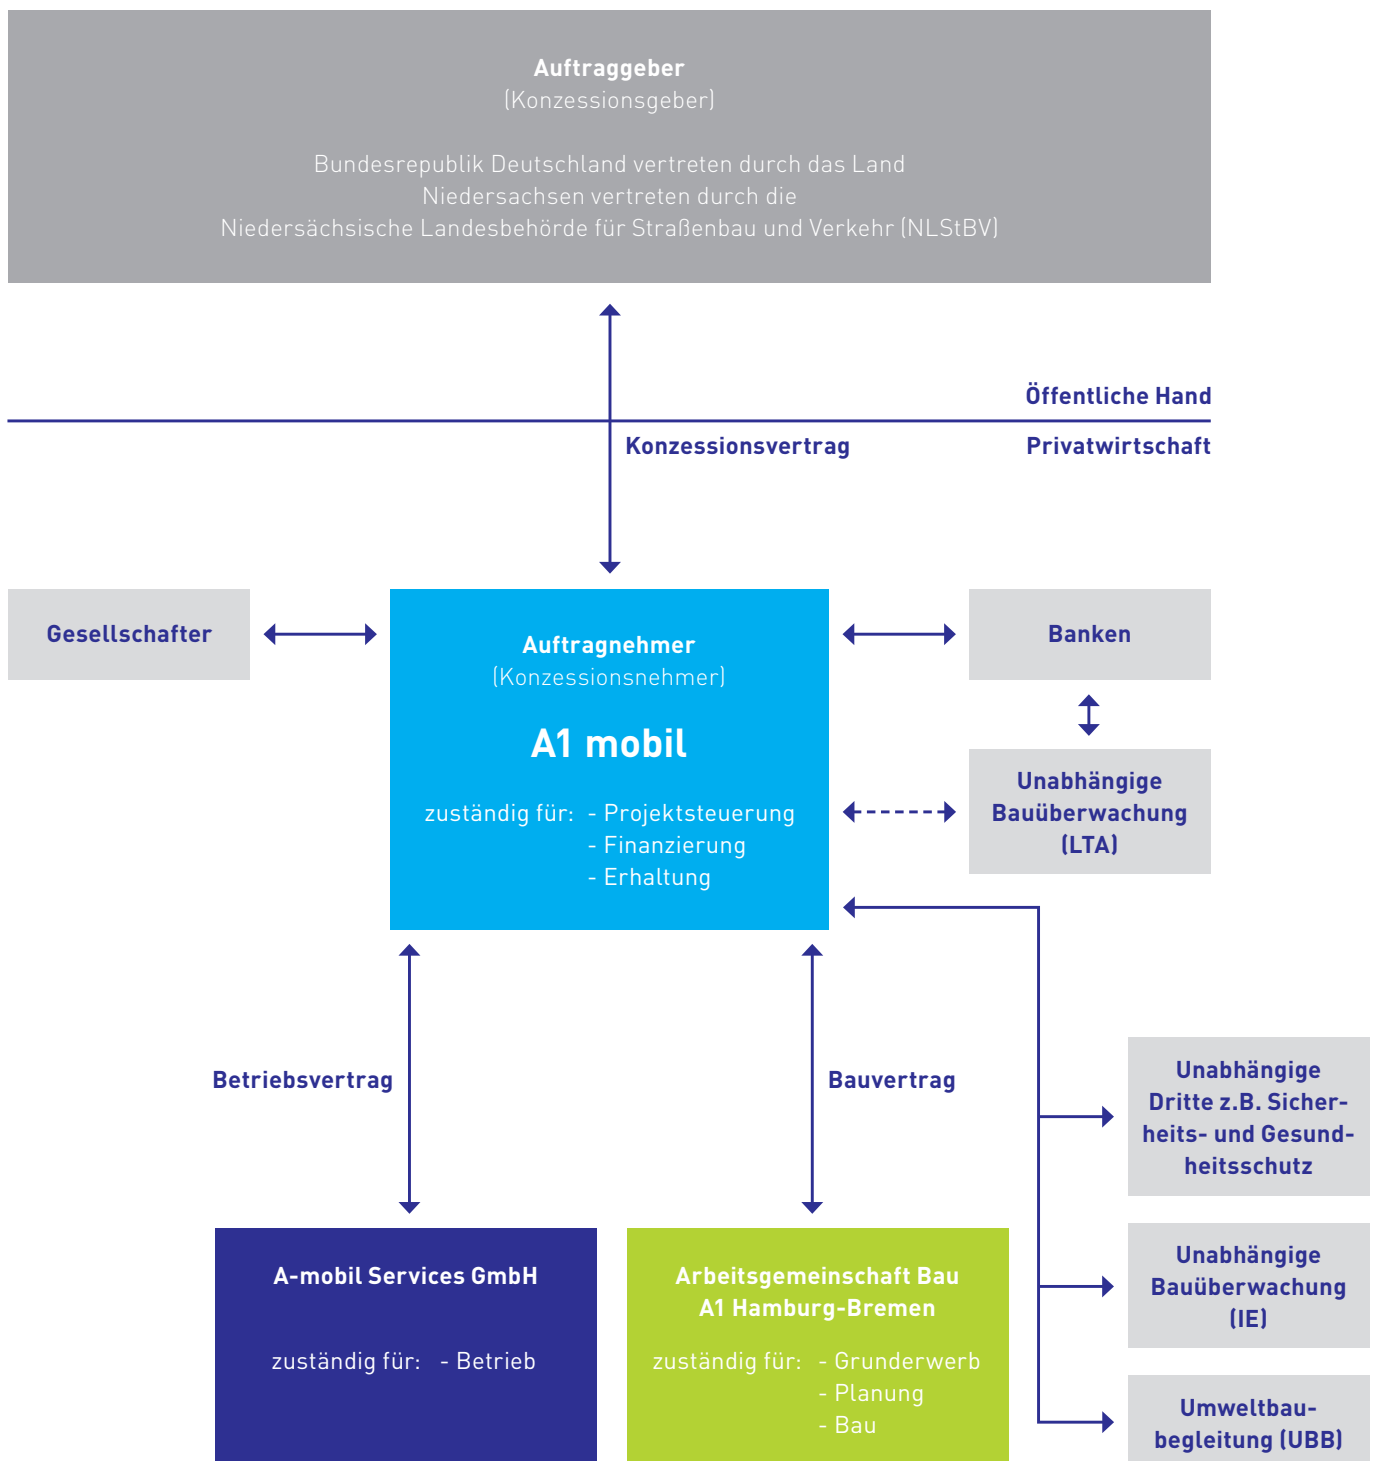 Auftraggeber
(Konzessionsgeber)
Bundesrepublik Deutschland vertreten durch das Land
Niedersachsen vertreten durch die
Niedersächsische Landesbehörde für Straßenbau und Verkehr (NLStBV)
Öffentliche Hand
Konzessionsvertrag
Privatwirtschaft
Gesellschafter
Auftragnehmer
(Konzessionsnehmer)
A1 mobil
zuständig für: - Projektsteuerung
- Finanzierung
- Erhaltung
Banken
Unabhängige
Bauüberwachung
(LTA)
Betriebsvertrag
Bauvertrag
Unabhängige
Dritte z.B. Sicher-
heits- und Gesund-
heitsschutz
Unabhängige
Bauüberwachung
(IE)
Umweltbau-
begleitung (UBB)
A-mobil Services GmbH
zuständig für: - Betrieb
Arbeitsgemeinschaft Bau
A1 Hamburg-Bremen
zuständig für: - Grunderwerb
- Planung
- Bau